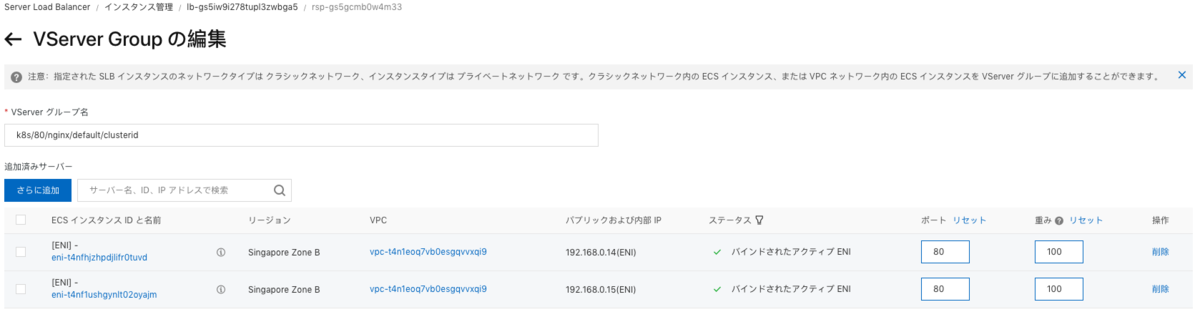 Server Load Balancer / インスタンス管理 / lb-gs5iw9i278tupl3zwbga5 / rsp-gs5gcmb0w4m33
← VServer Group の編集
注意: 指定された SLB インスタンスのネットワークタイプは クラシックネットワーク、インスタンスタイプは プライベートネットワーク です。クラシックネットワーク内の ECS インスタンス、または VPC ネットワーク内の ECS インスタンスを VServer グループに追加することができます。
* VServer グループ名
k8s/80/nginx/default/clusterid
追加済みサーバー
さらに追加 サーバー名、ID、IP アドレスで検索
ECS インスタンス ID と名前 リージョン VPC パブリックおよび内部 IP ステータス ポート リセット 重み リセット 操作
[ENI] -
eni-t4nfhjzhpdjlifr0tuvd Singapore Zone B vpc-t4n1eoq7vb0esgqvvxqi9 192.168.0.14(ENI) バインドされたアクティブ ENI 80 100 削除
[ENI] -
eni-t4nf1ushgynlt02oyajm Singapore Zone B vpc-t4n1eoq7vb0esgqvvxqi9 192.168.0.15(ENI) バインドされたアクティブ ENI 80 100 削除